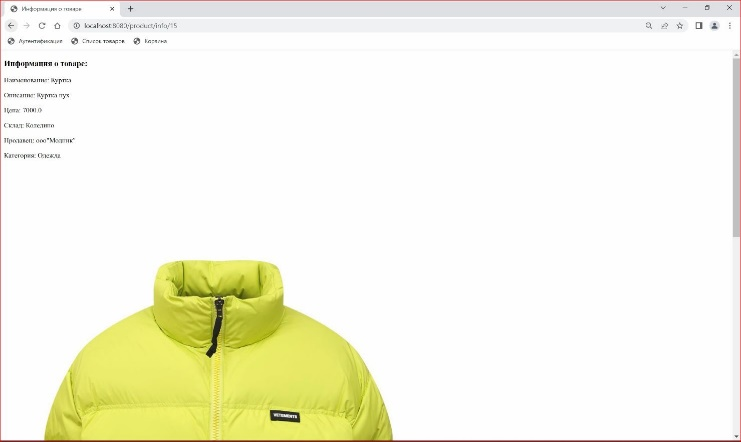 Информация о товаре
localhost:8080/product/info/15
Аутентификация Список товаров Корзина
Информация о товаре:
Наименование: Куртка
Описание: Куртка пух
Цена: 7000.0
Склад: Коледино
Продавец: ооо"Модник"
Категория: Одежда
VETEMENTS